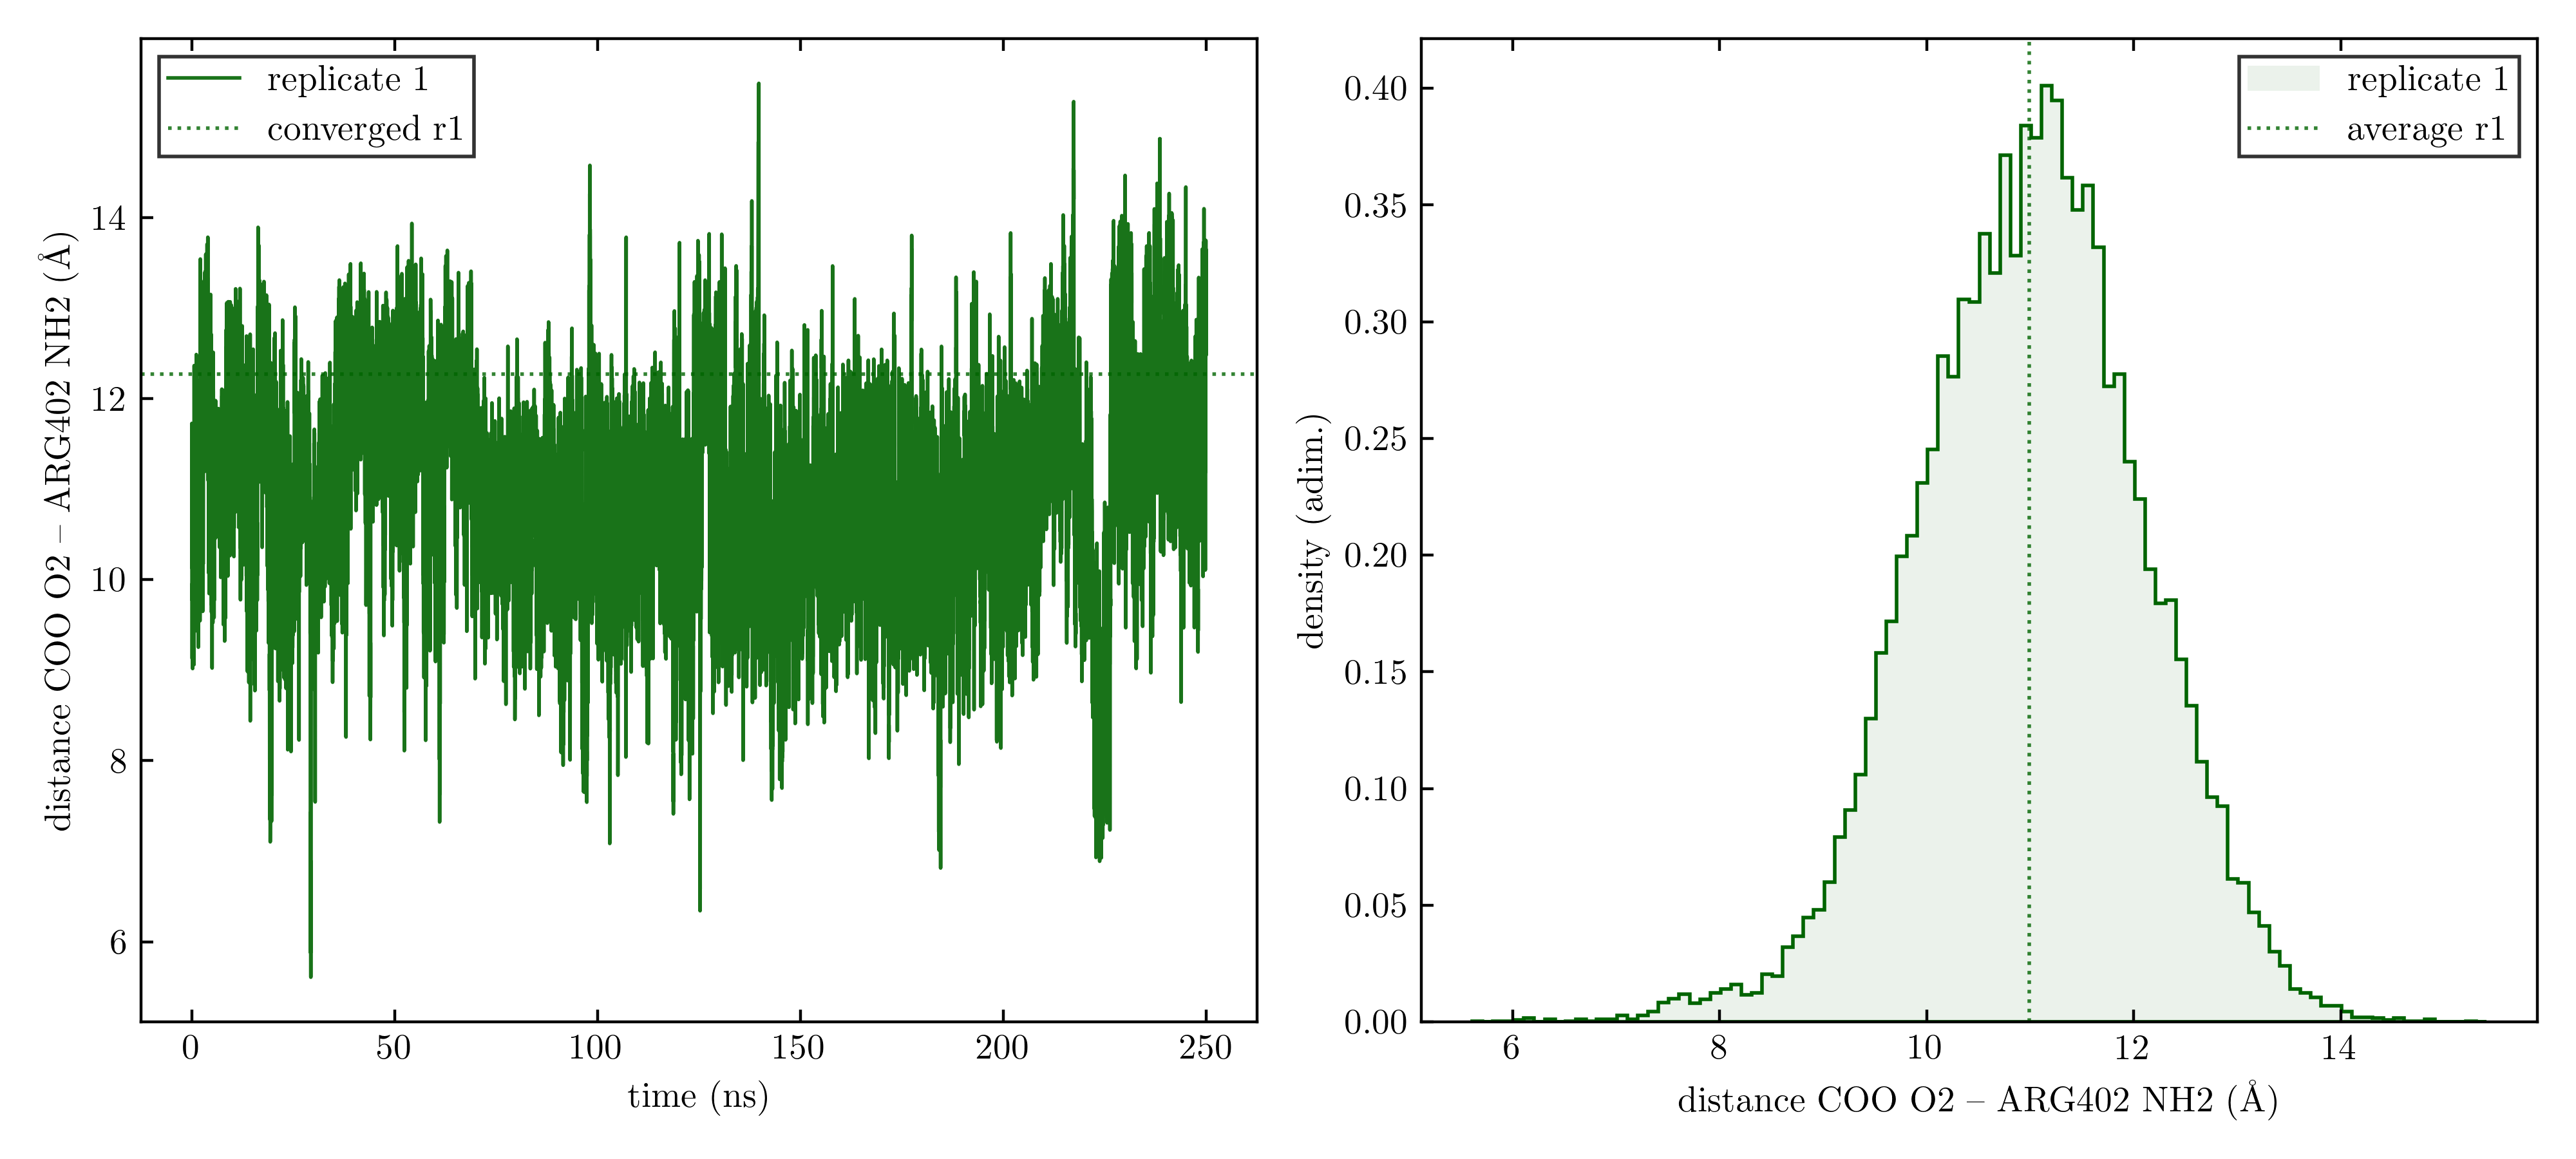 replicate 1
converged r1
14
12
10
8
6
distance COO O2 – ARG402 NH2 (Å)
0 50 100 150 200 250
time (ns)
replicate 1
average r1
0.40
0.35
0.30
0.25
0.20
0.15
0.10
0.05
0.00
density (adim.)
6 8 10 12 14
distance COO O2 – ARG402 NH2 (Å)